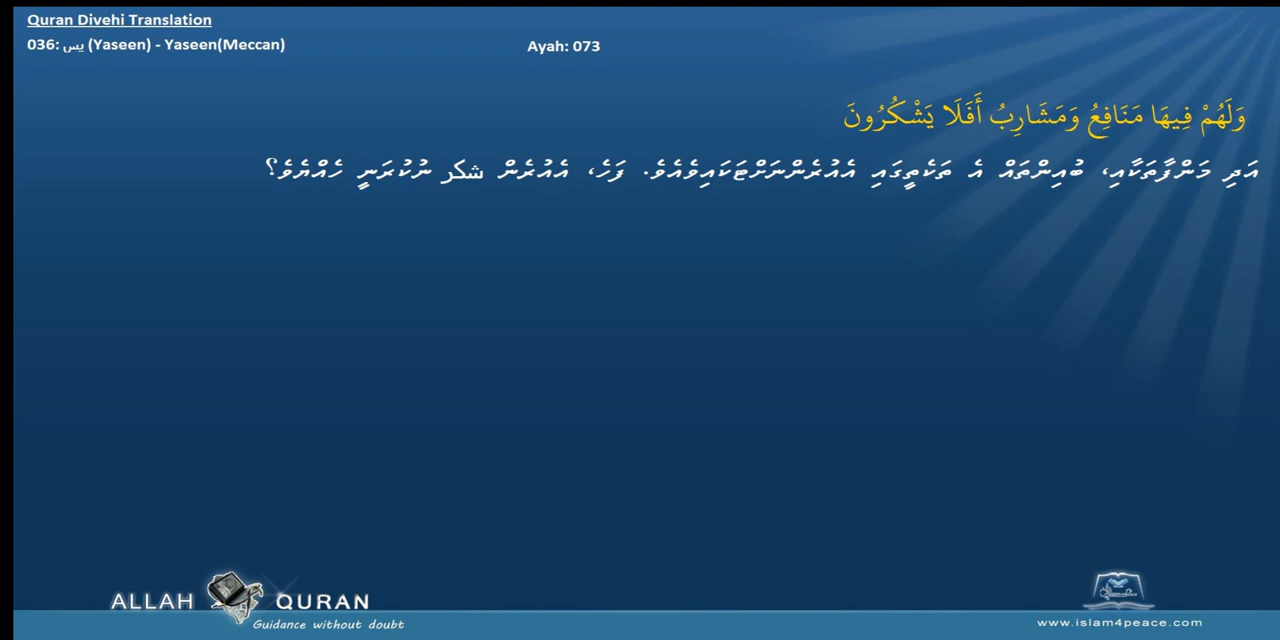 Quran Divehi Translation
036: يس (Yaseen) - Yaseen(Meccan)
Ayah: 073
وَلَهُمْ فِيهَا مَنَافِعُ وَمَشَارِبُ أَفَلَا يَشْكُرُونَ
އަދި މަންފާތަކާއި، ބުއިންތައް އެ ތަކެތީގައި އެއުރެންނަށްޓަކައިވެއެވެ. ފަހެ، އެއުރެން شكر ނުކުރަނީ ހެއްޔެވެ؟
ALLAH QURAN
Guidance without doubt
www.islam4peace.com